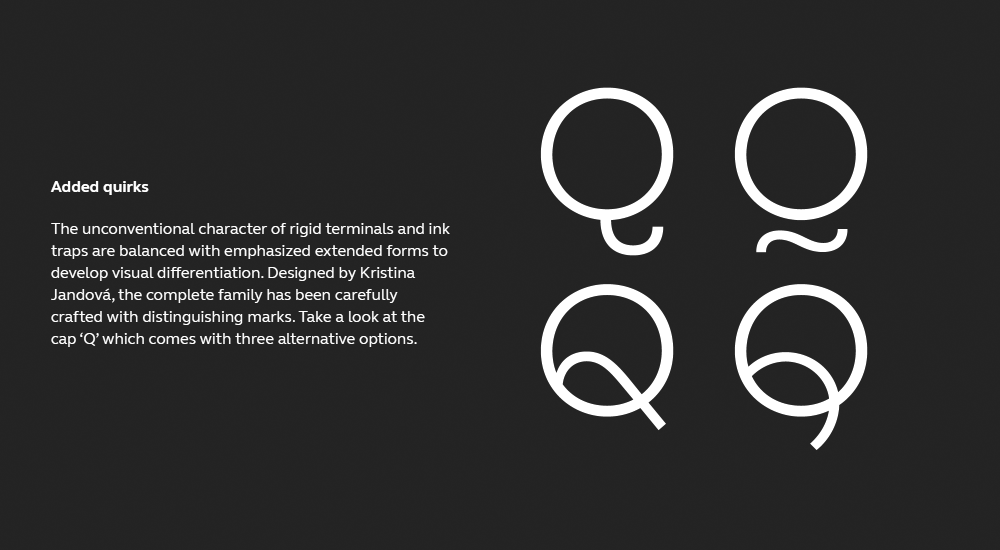 Added quirks
The unconventional character of rigid terminals and ink
traps are balanced with emphasized extended forms to
develop visual differentiation. Designed by Kristina
Jandová, the complete family has been carefully
crafted with distinguishing marks. Take a look at the
cap ‘Q’ which comes with three alternative options.
Q Q
Q Q